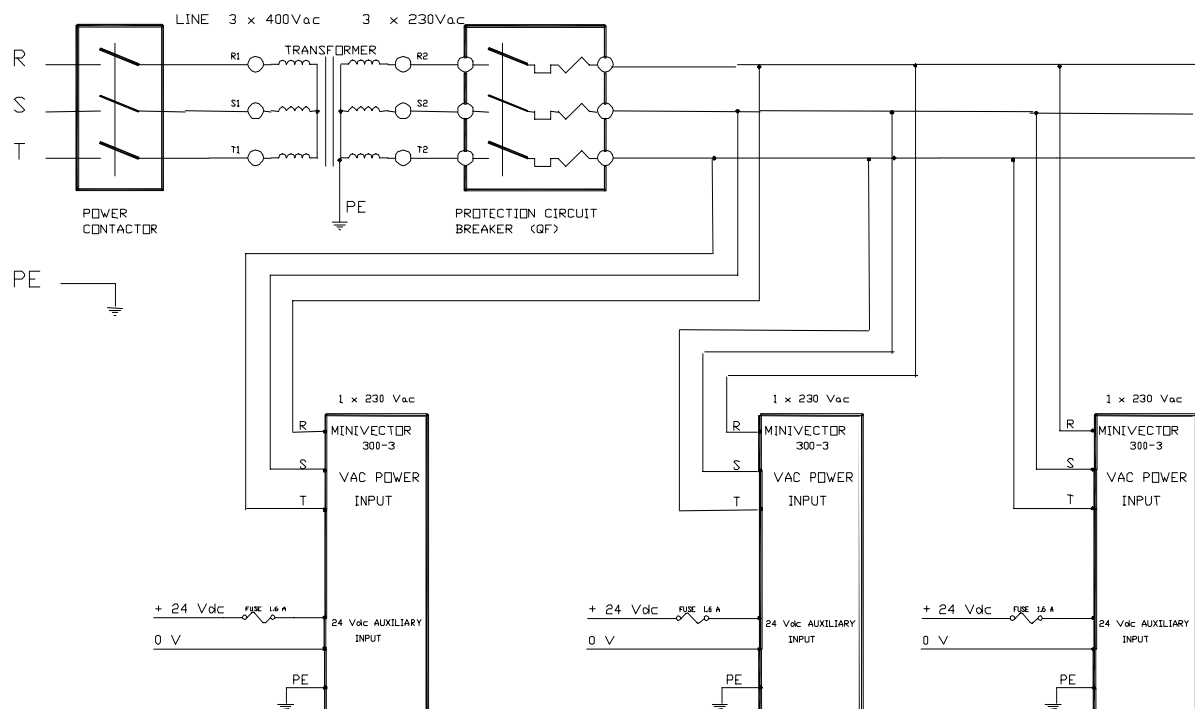 LINE 3 x 400Vac 3 x 230Vac
TRANSFORMER
R R1 R2
S S1 S2
T T1 T2
PE
POWER
CONTACTOR
PROTECTION CIRCUIT
BREAKER (QF)
PE
1 x 230 Vac
R MINIVECTOR
300-3
S VAC POWER
T INPUT
+ 24 Vdc FUSE 1.6 A
24 Vdc AUXILIARY
INPUT
0 V
PE
1 x 230 Vac
R MINIVECTOR
300-3
S VAC POWER
T INPUT
+ 24 Vdc FUSE 1.6 A
24 Vdc AUXILIARY
INPUT
0 V
PE
1 x 230 Vac
R MINIVECTOR
300-3
S VAC POWER
T INPUT
+ 24 Vdc FUSE 1.6 A
24 Vdc AUXILIARY
INPUT
0 V
PE